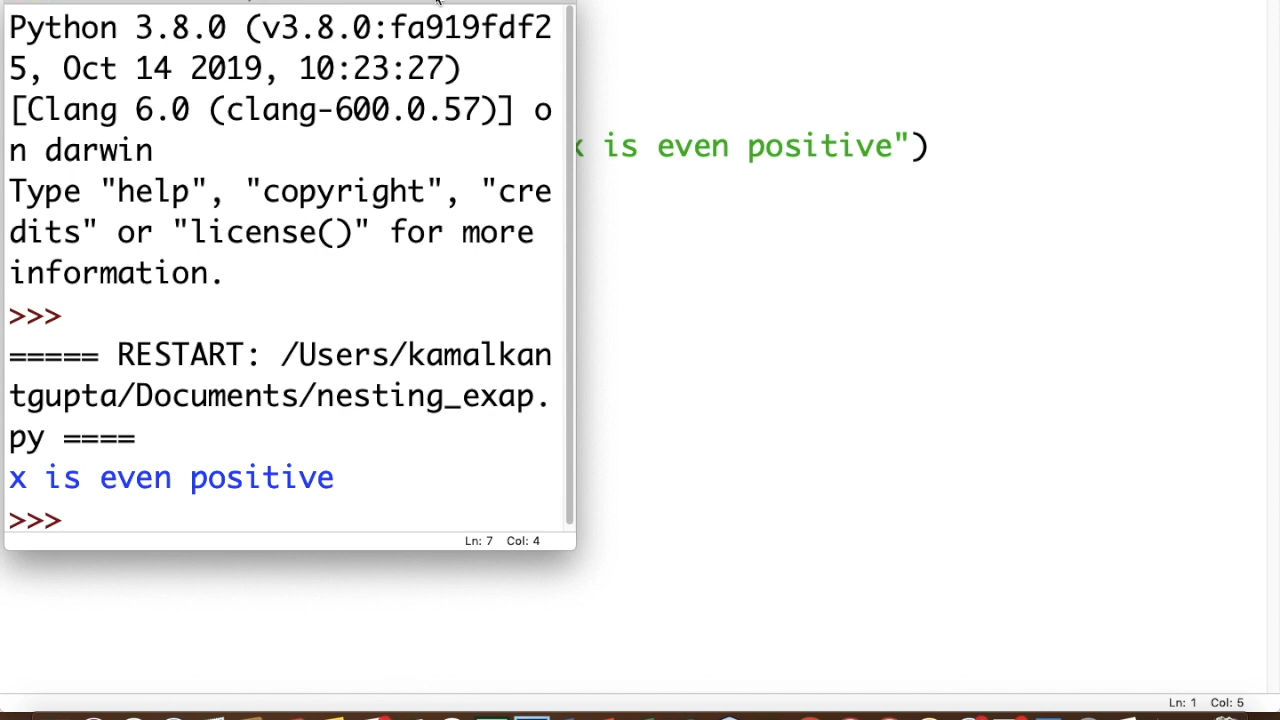 Python 3.8.0 (v3.8.0:fa919fdf2
5, Oct 14 2019, 10:23:27)
[Clang 6.0 (clang-600.0.57)] o
n darwin
Type "help", "copyright", "cre
dits" or "license()" for more
information.
>>>
===== RESTART: /Users/kamalkan
tgupta/Documents/nesting_exap.
py ====
x is even positive
>>>
Ln: 7 Col: 4
x is even positive")
Ln: 1 Col: 5